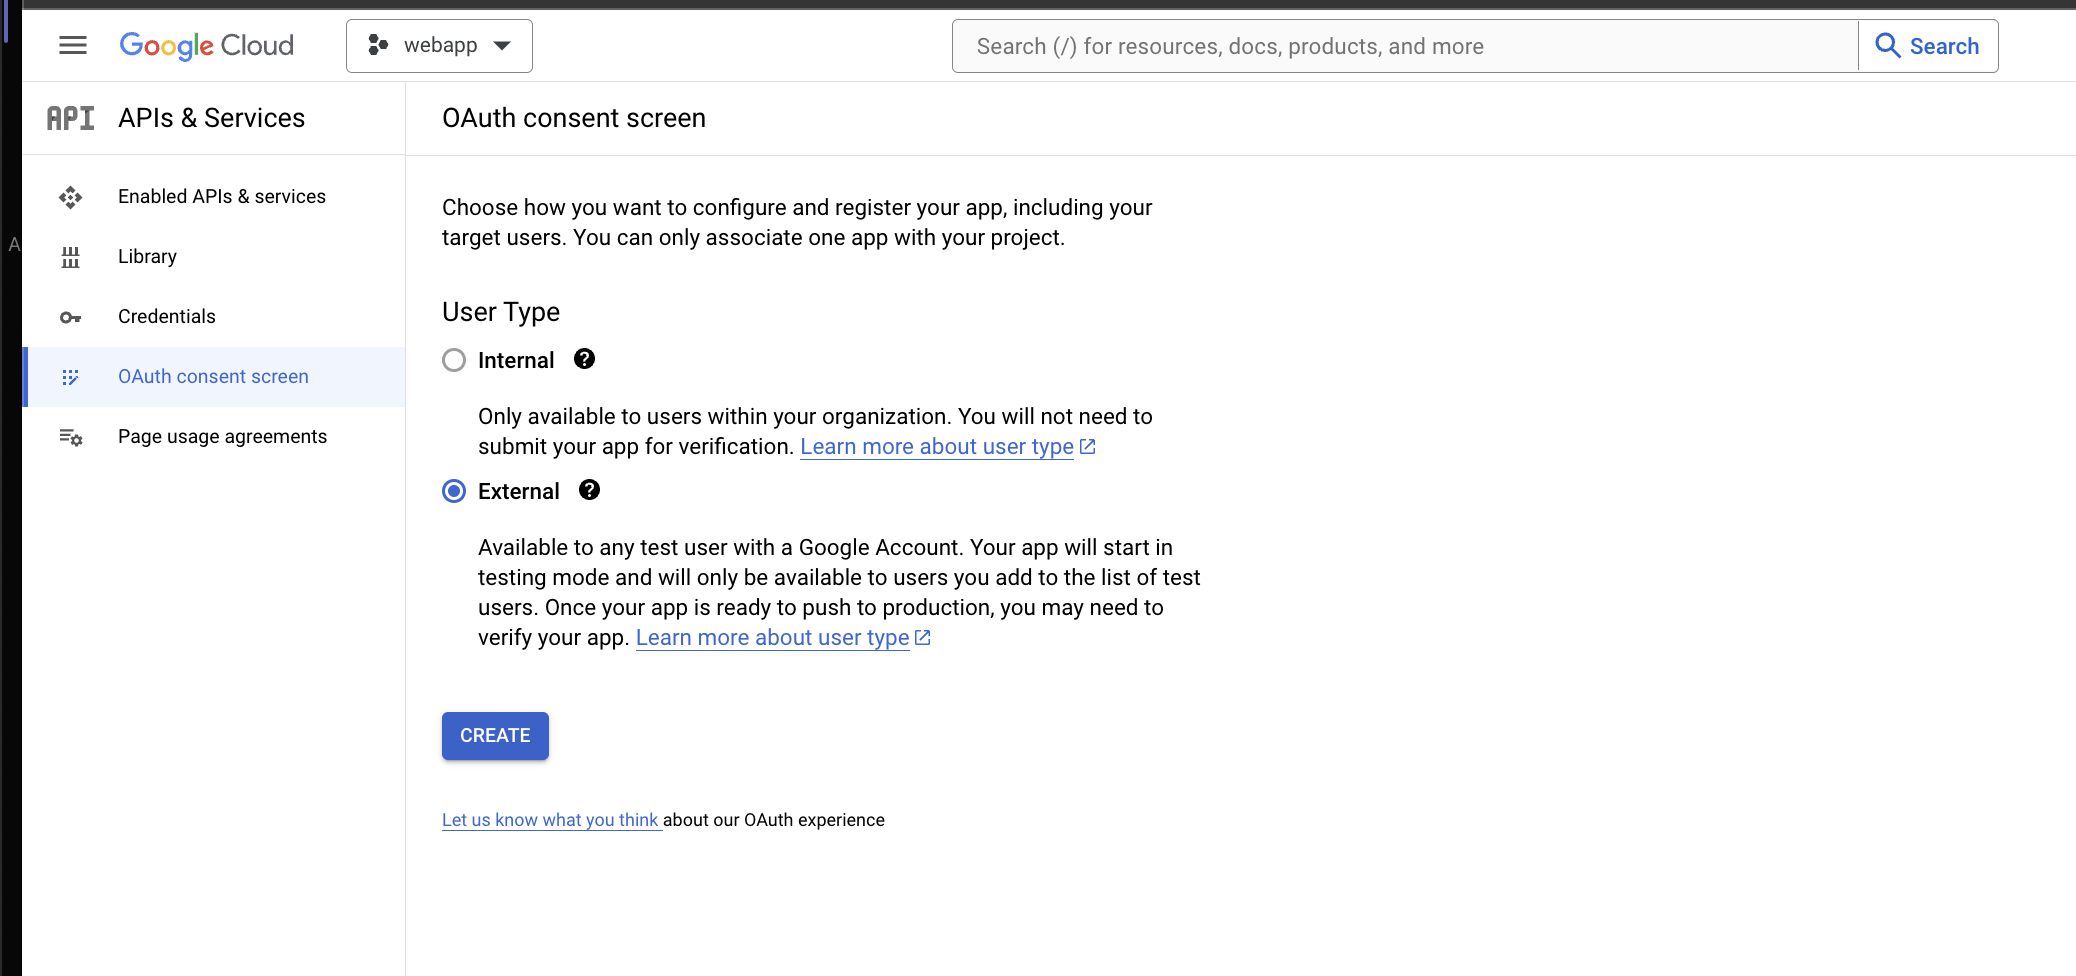 Google Cloud
webapp
Search (/) for resources, docs, products, and more
Search
API
APIs & Services
OAuth consent screen
Enabled APIs & services
Library
Credentials
OAuth consent screen
Page usage agreements
A
Choose how you want to configure and register your app, including your
target users. You can only associate one app with your project.
User Type
Internal
Only available to users within your organization. You will not need to
submit your app for verification. Learn more about user type
External
Available to any test user with a Google Account. Your app will start in
testing mode and will only be available to users you add to the list of test
users. Once your app is ready to push to production, you may need to
verify your app. Learn more about user type
CREATE
Let us know what you think about our OAuth experience